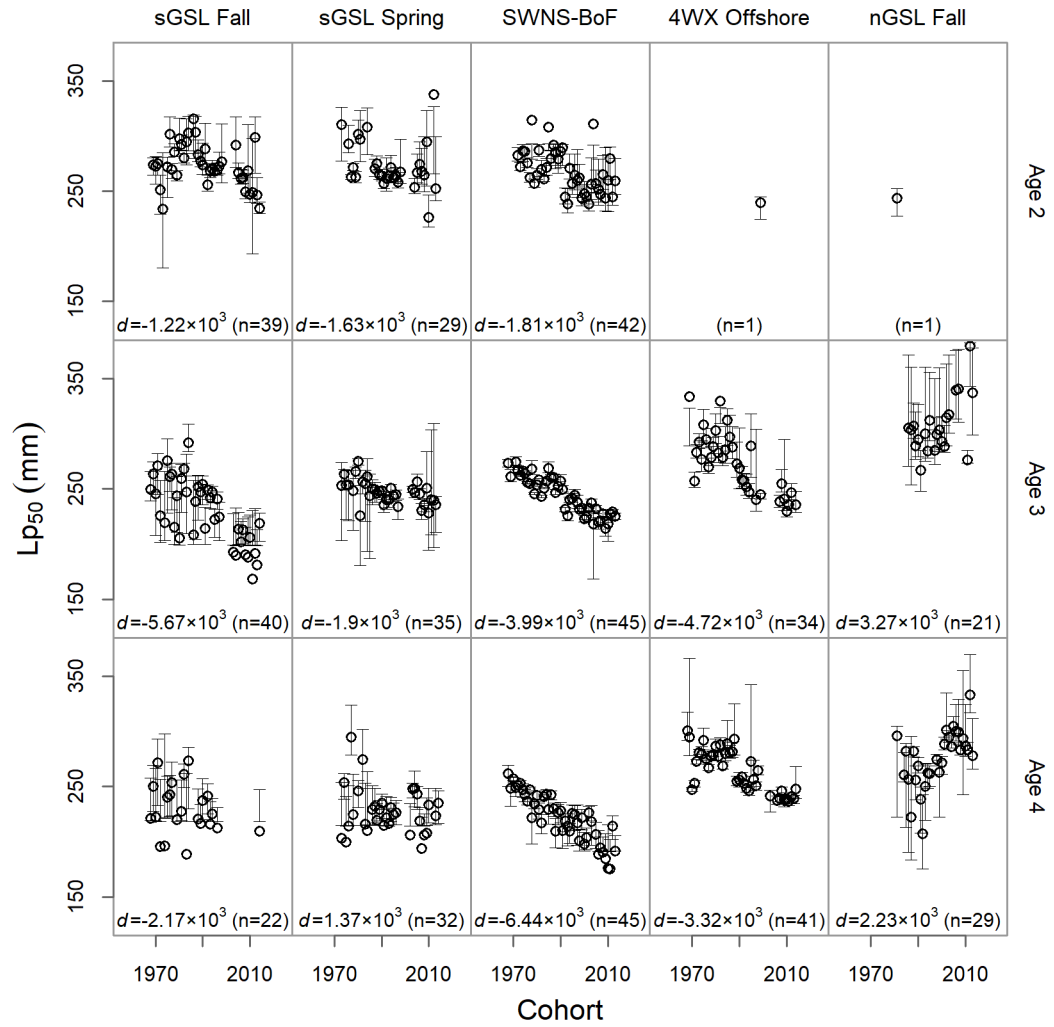 sGSL Fall sGSL Spring SWNS-BoF 4WX Offshore nGSL Fall
350
250
150
Age 2
d=-1.22×10³ (n=39) d=-1.63×10³ (n=29) d=-1.81×10³ (n=42) (n=1) (n=1)
350
250
150
Age 3
Lp₅₀ (mm)
d=-5.67×10³ (n=40) d=-1.9×10³ (n=35) d=-3.99×10³ (n=45) d=-4.72×10³ (n=34) d=3.27×10³ (n=21)
350
250
150
Age 4
d=-2.17×10³ (n=22) d=1.37×10³ (n=32) d=-6.44×10³ (n=45) d=-3.32×10³ (n=41) d=2.23×10³ (n=29)
1970 2010 1970 2010 1970 2010 1970 2010 1970 2010
Cohort